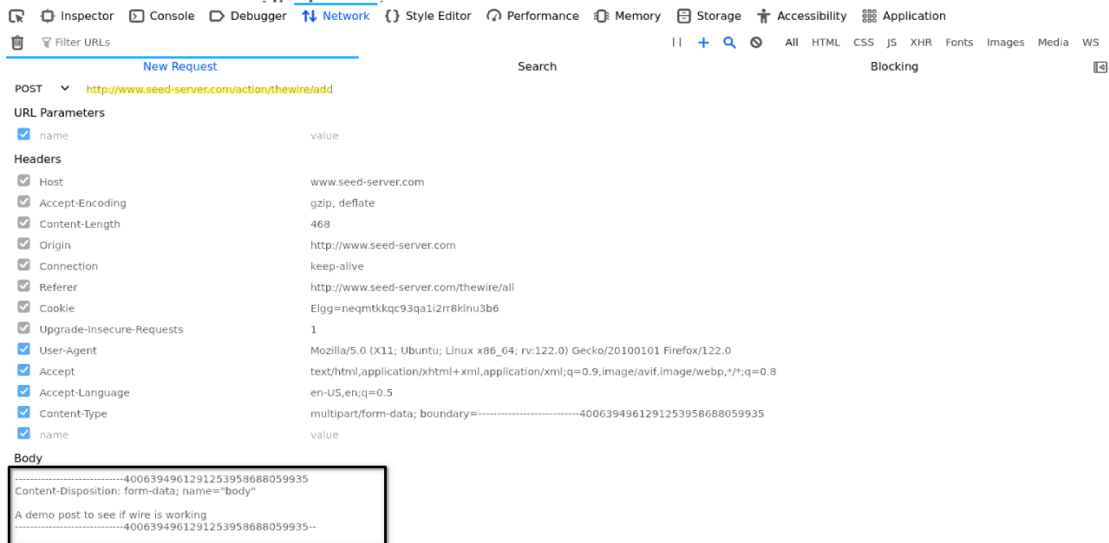 Inspector Console Debugger Network {} Style Editor Performance Memory Storage Accessibility Application
Filter URLs All HTML CSS JS XHR Fonts Images Media WS
New Request Search Blocking
POST http://www.seed-server.com/action/thewire/add
URL Parameters
name value
Headers
Host www.seed-server.com
Accept-Encoding gzip, deflate
Content-Length 468
Origin http://www.seed-server.com
Connection keep-alive
Referer http://www.seed-server.com/thewire/all
Cookie Elgg=neqmtkkqc93qa1i2rr8klnu3b6
Upgrade-Insecure-Requests 1
User-Agent Mozilla/5.0 (X11; Ubuntu; Linux x86_64; rv:122.0) Gecko/20100101 Firefox/122.0
Accept text/html,application/xhtml+xml,application/xml;q=0.9,image/avif,image/webp,*/*;q=0.8
Accept-Language en-US,en;q=0.5
Content-Type multipart/form-data; boundary=---------------------------4006394961291253958688059935
name value
Body
-----------------------------4006394961291253958688059935
Content-Disposition: form-data; name="body"
A demo post to see if wire is working
-----------------------------4006394961291253958688059935--